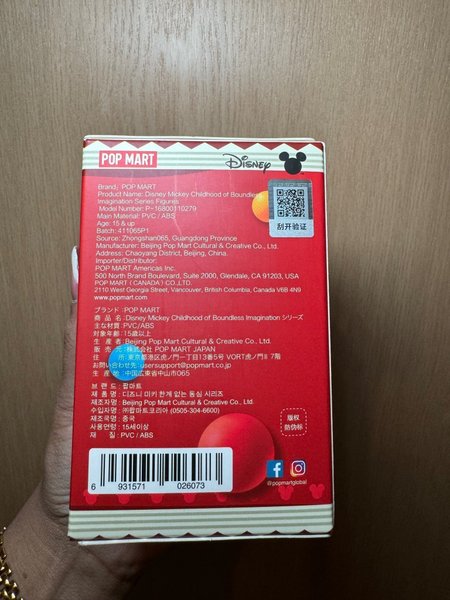 POP MART
Disney
Brand: POP MART
Product Name: Disney Mickey Childhood of Boundless
Imagination Series Figures
Model Number: P-16800110279
Main Material: PVC / ABS
Age: 15 & up
Batch: 411065P1
Source: Zhongshan065, Guangdong Province
Manufacturer: Beijing Pop Mart Cultural & Creative Co., Ltd.
Address: Chaoyang District, Beijing, China.
Importer/Distributor:
POP MART Americas Inc.
500 North Brand Boulevard, Suite 2000, Glendale, CA 91203, USA
POP MART (CANADA) CO.,LTD.
2110 West Georgia Street, Vancouver, British Columbia, Canada V6B 4N9
www.popmart.com
刮开验证
ブランド：POP MART
商 品 名：Disney Mickey Childhood of Boundless Imagination シリーズ
主な材質：PVC/ABS
対象年齢：15歳以上
生 産 者：Beijing Pop Mart Cultural & Creative Co., Ltd.
販 売 元：株式会社 POP MART JAPAN
住 所：東京都港区虎ノ門一丁目13番5号 VORT虎ノ門II 7階
お問い合わせ先：usersupport@popmart.co.jp
生 産 地：中国広東省中山065
브 랜 드 : 팝마트
제 품 명 : 디즈니 미키 한계 없는 동심 시리즈
제조자명 : Beijing Pop Mart Cultural & Creative Co., Ltd.
수입자명 : ㈜팝마트코리아 (0505-304-6600)
제조국명 : 중국
사용연령 : 15세이상
재 질 : PVC / ABS
版权
防伪标
6 931571 026073
@popmartglobal